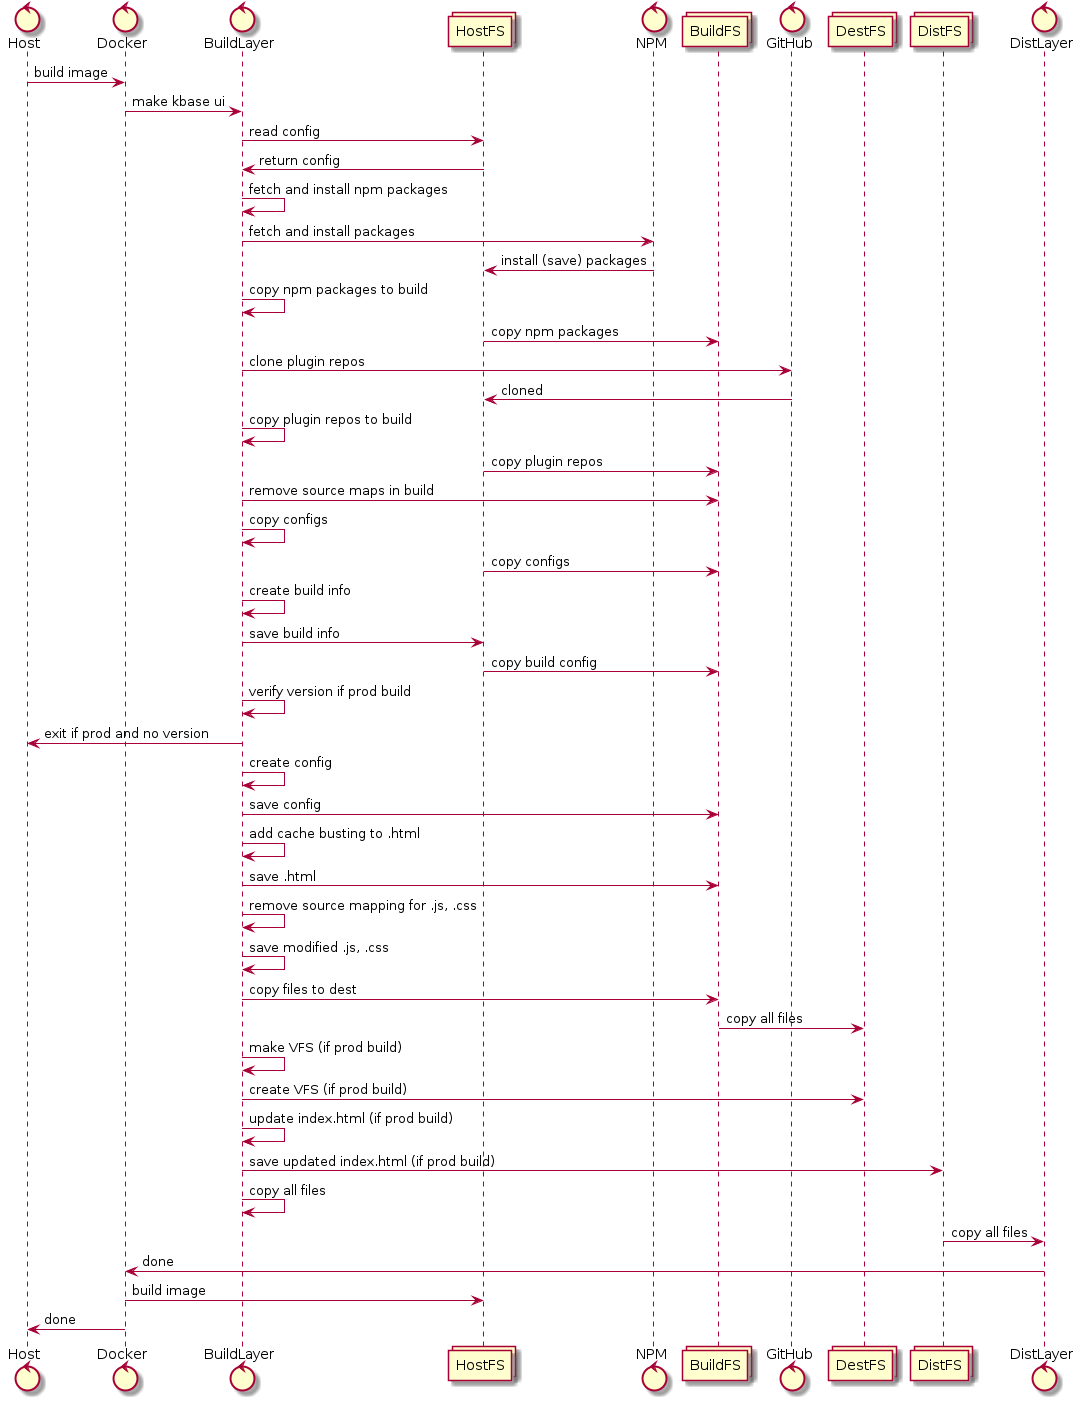 Host
Docker
BuildLayer
HostFS
NPM
BuildFS
GitHub
DestFS
DistFS
DistLayer
build image
make kbase ui
read config
return config
fetch and install npm packages
fetch and install packages
install (save) packages
copy npm packages to build
copy npm packages
clone plugin repos
cloned
copy plugin repos to build
copy plugin repos
remove source maps in build
copy configs
copy configs
create build info
save build info
copy build config
verify version if prod build
exit if prod and no version
create config
save config
add cache busting to .html
save .html
remove source mapping for .js, .css
save modified .js, .css
copy files to dest
copy all files
make VFS (if prod build)
create VFS (if prod build)
update index.html (if prod build)
save updated index.html (if prod build)
copy all files
copy all files
done
build image
done
Host
Docker
BuildLayer
HostFS
NPM
BuildFS
GitHub
DestFS
DistFS
DistLayer